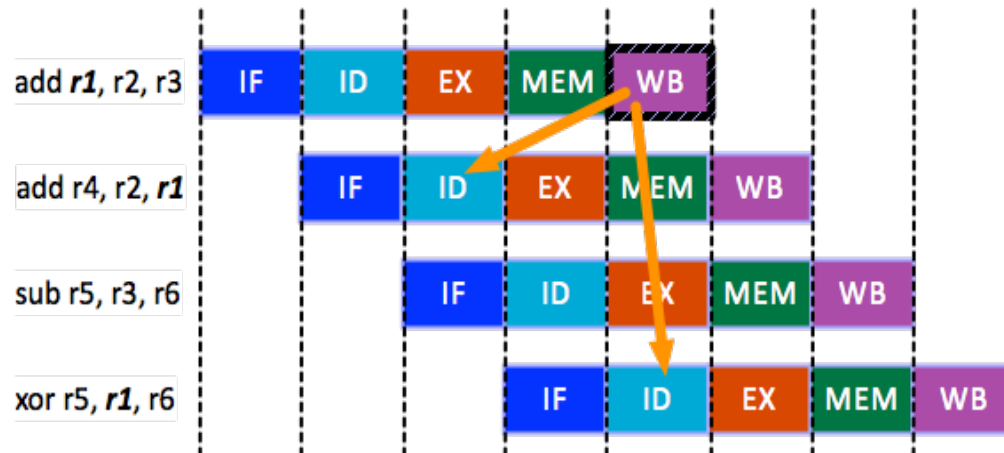 add r1, r2, r3 IF ID EX MEM WB
add r4, r2, r1 IF ID EX MEM WB
sub r5, r3, r6 IF ID EX MEM WB
xor r5, r1, r6 IF ID EX MEM WB